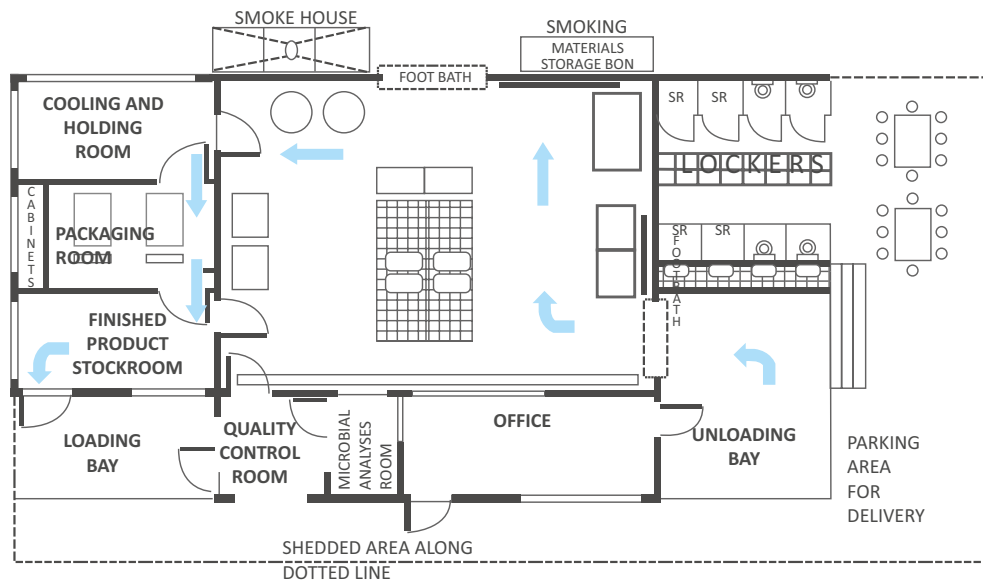 SMOKE HOUSE
SMOKING
MATERIALS
STORAGE BON
FOOT BATH
COOLING AND
HOLDING
ROOM
SR
SR
LOCKERS
CABINETS
PACKAGING
ROOM
SR
SR
FOOTBATH
FINISHED
PRODUCT
STOCKROOM
LOADING
BAY
QUALITY
CONTROL
ROOM
MICROBIAL
ANALYSES
ROOM
OFFICE
UNLOADING
BAY
PARKING
AREA
FOR
DELIVERY
SHEDDED AREA ALONG
DOTTED LINE